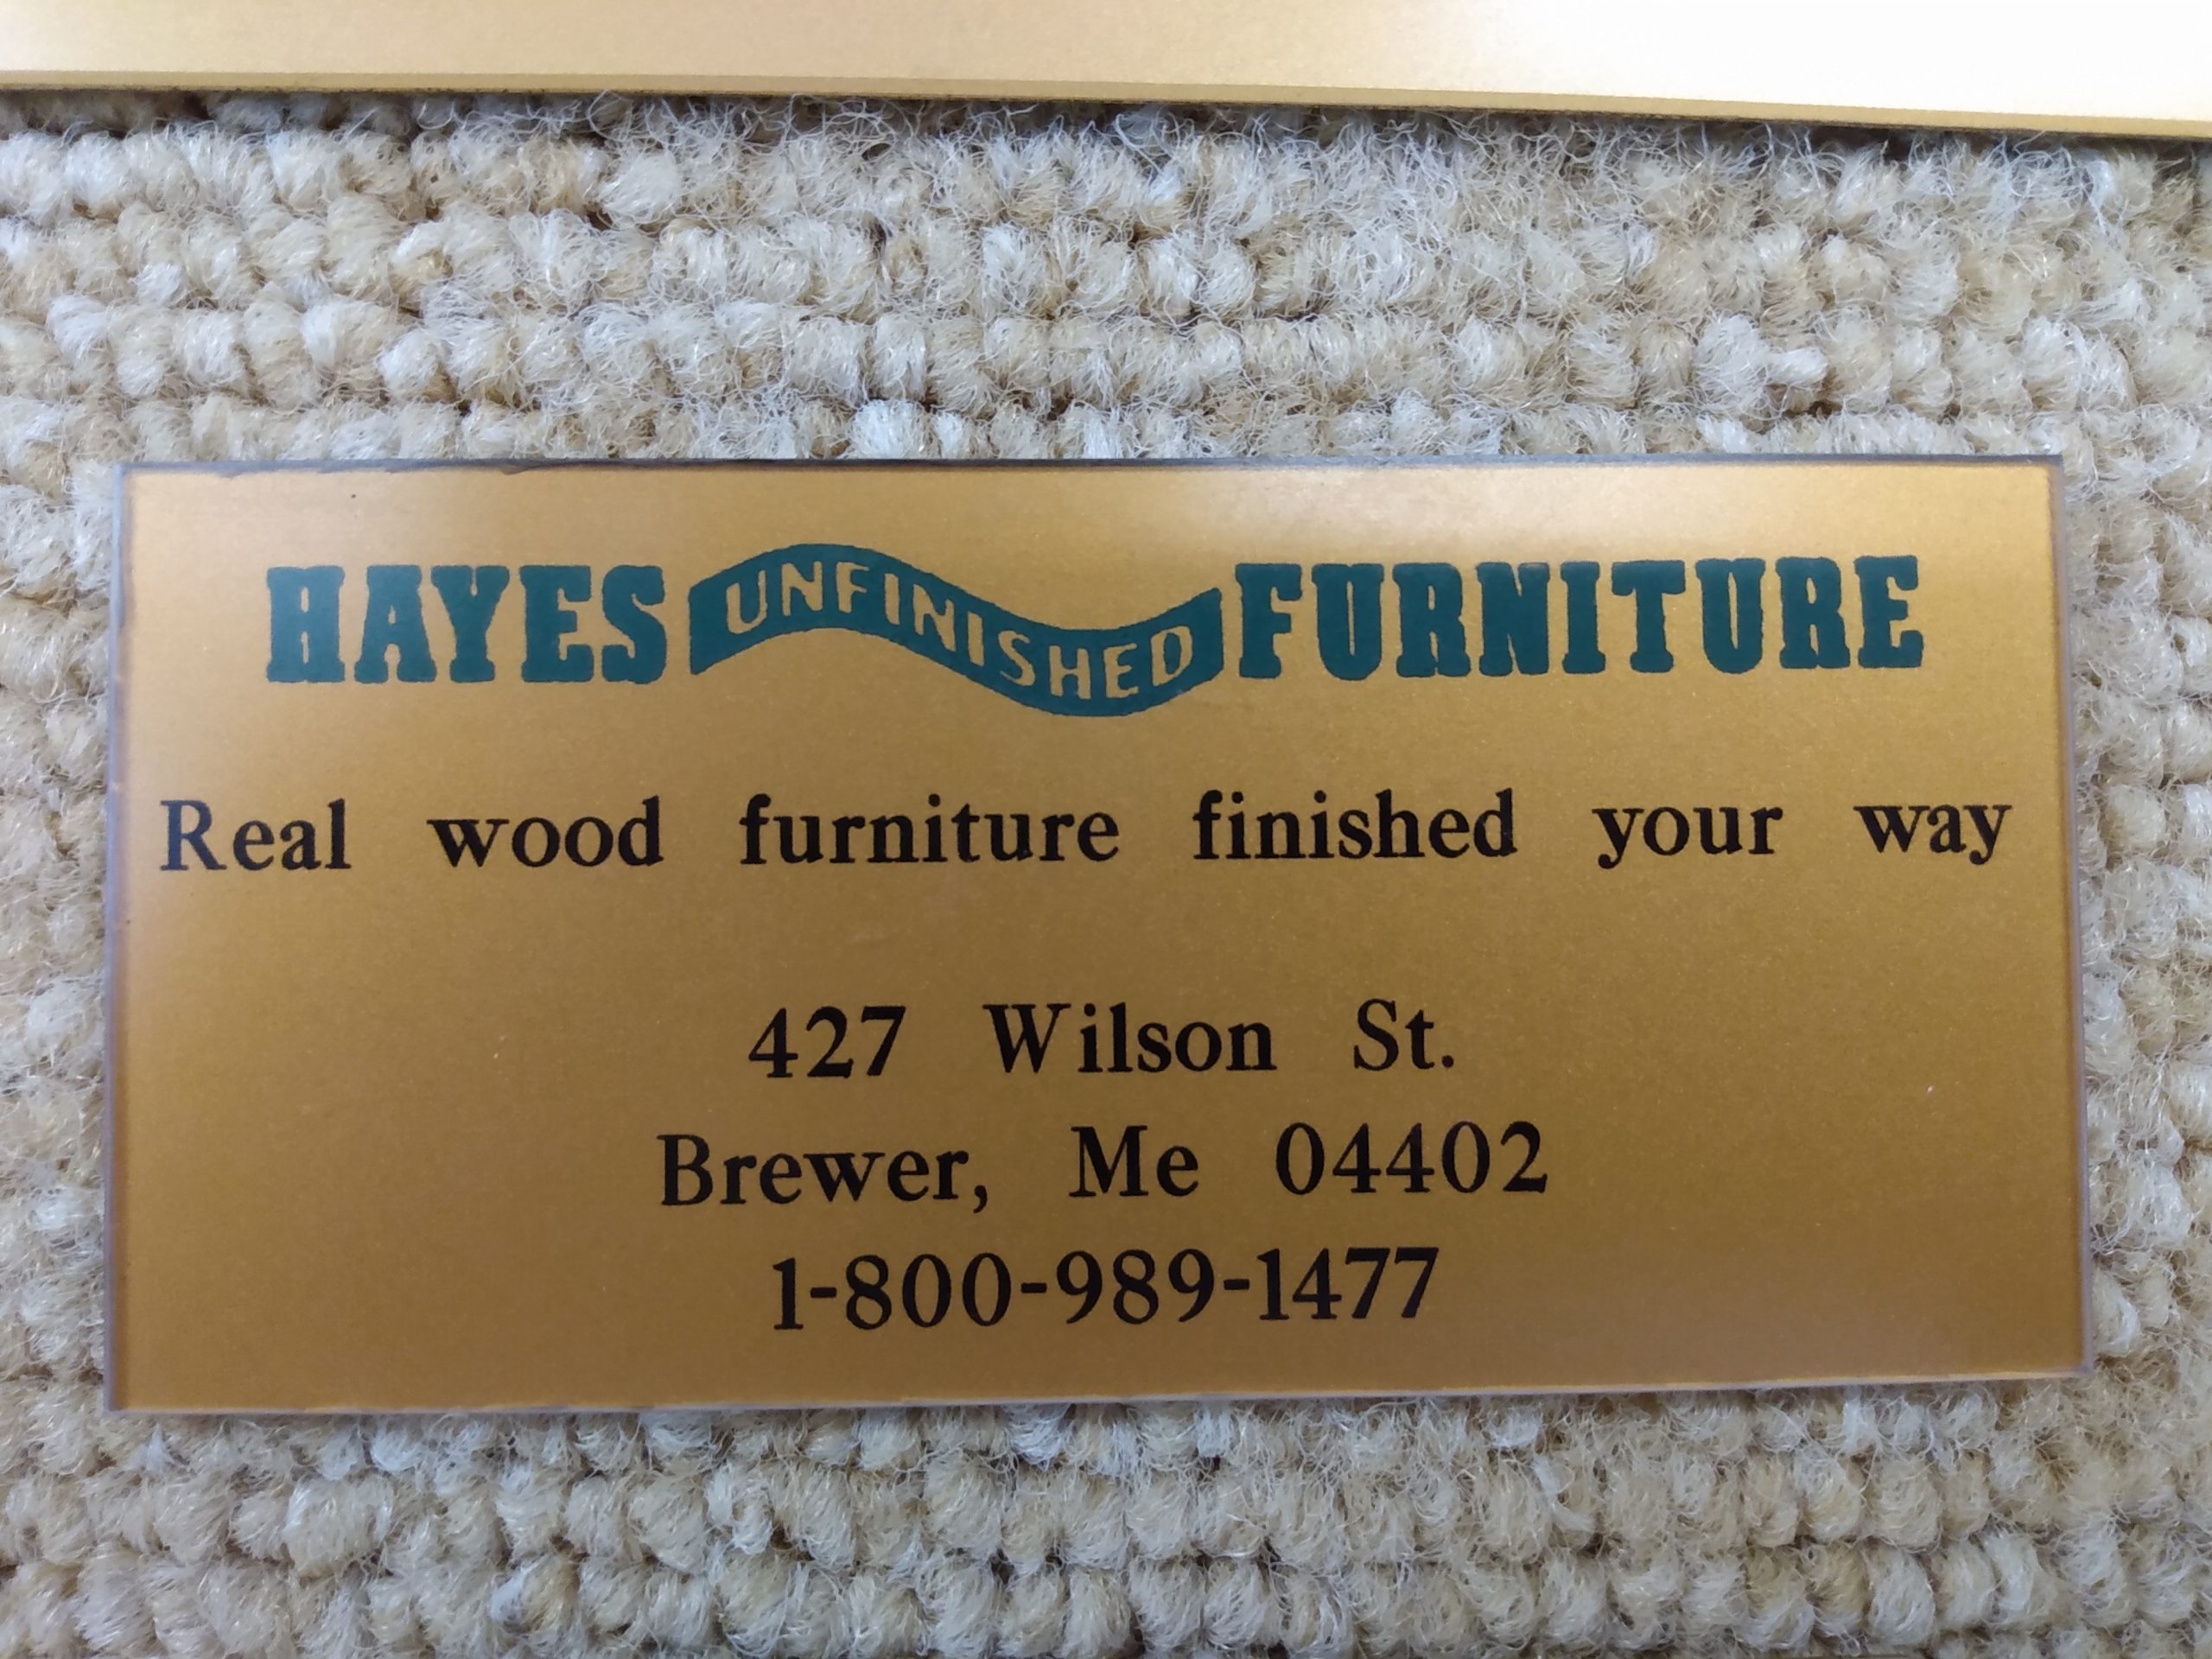 HAYES UNFINISHED FURNITURE
Real wood furniture finished your way
427 Wilson St.
Brewer, Me 04402
1-800-989-1477